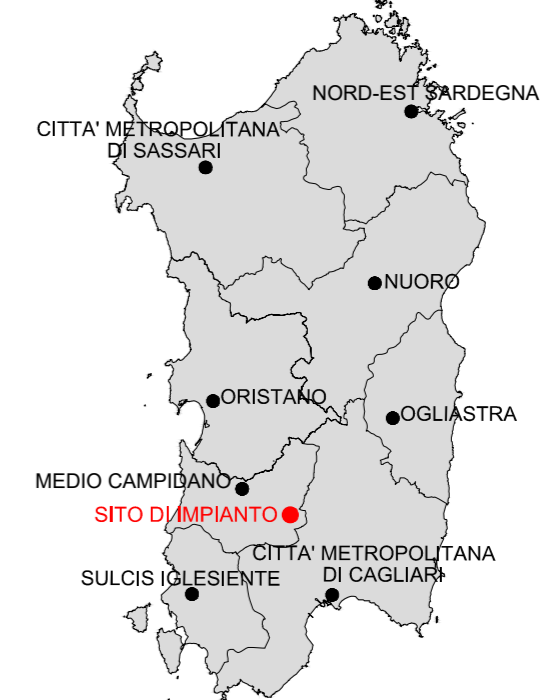 NORD-EST SARDEGNA
CITTA' METROPOLITANA
DI SASSARI
NUORO
ORISTANO
OGLIASTRA
MEDIO CAMPIDANO
SITO DI IMPIANTO
CITTA' METROPOLITANA
DI CAGLIARI
SULCIS IGLESIENTE